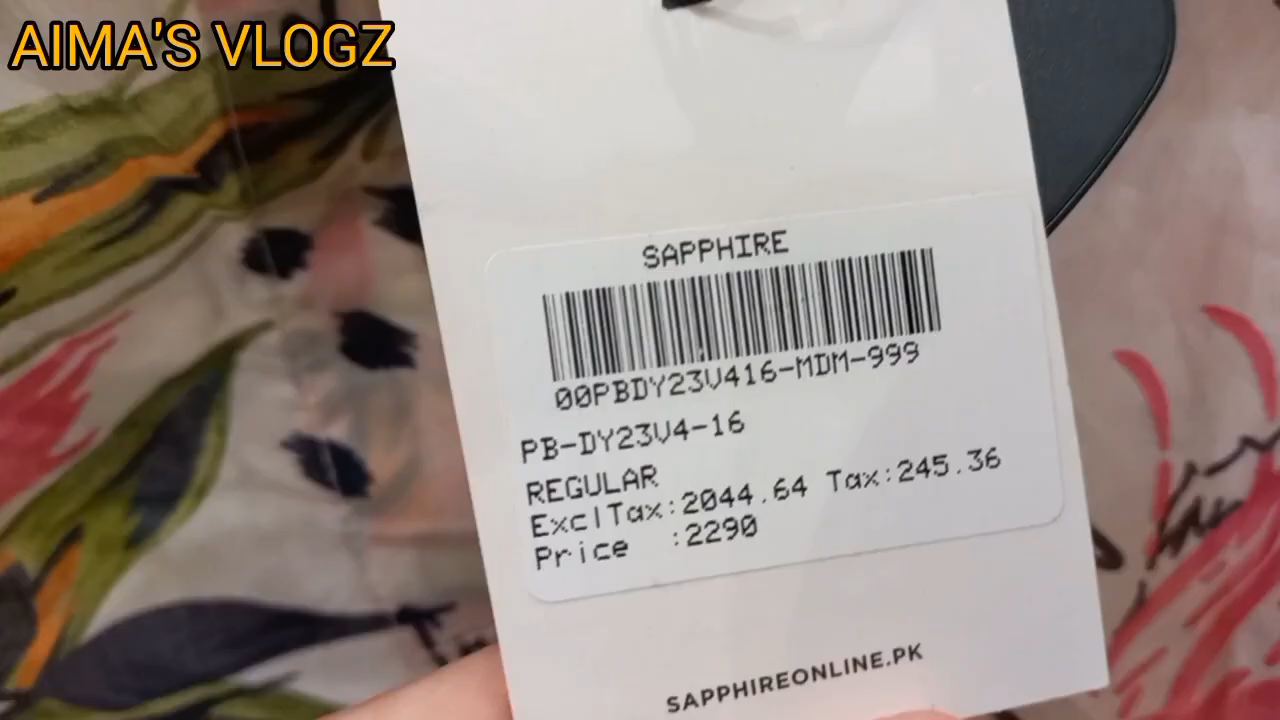 AIMA'S VLOGZ
SAPPHIRE
00PBDY23V416-MDM-999
PB-DY23V4-16
REGULAR
ExclTax:2044.64 Tax:245.36
Price :2290
SAPPHIREONLINE.PK